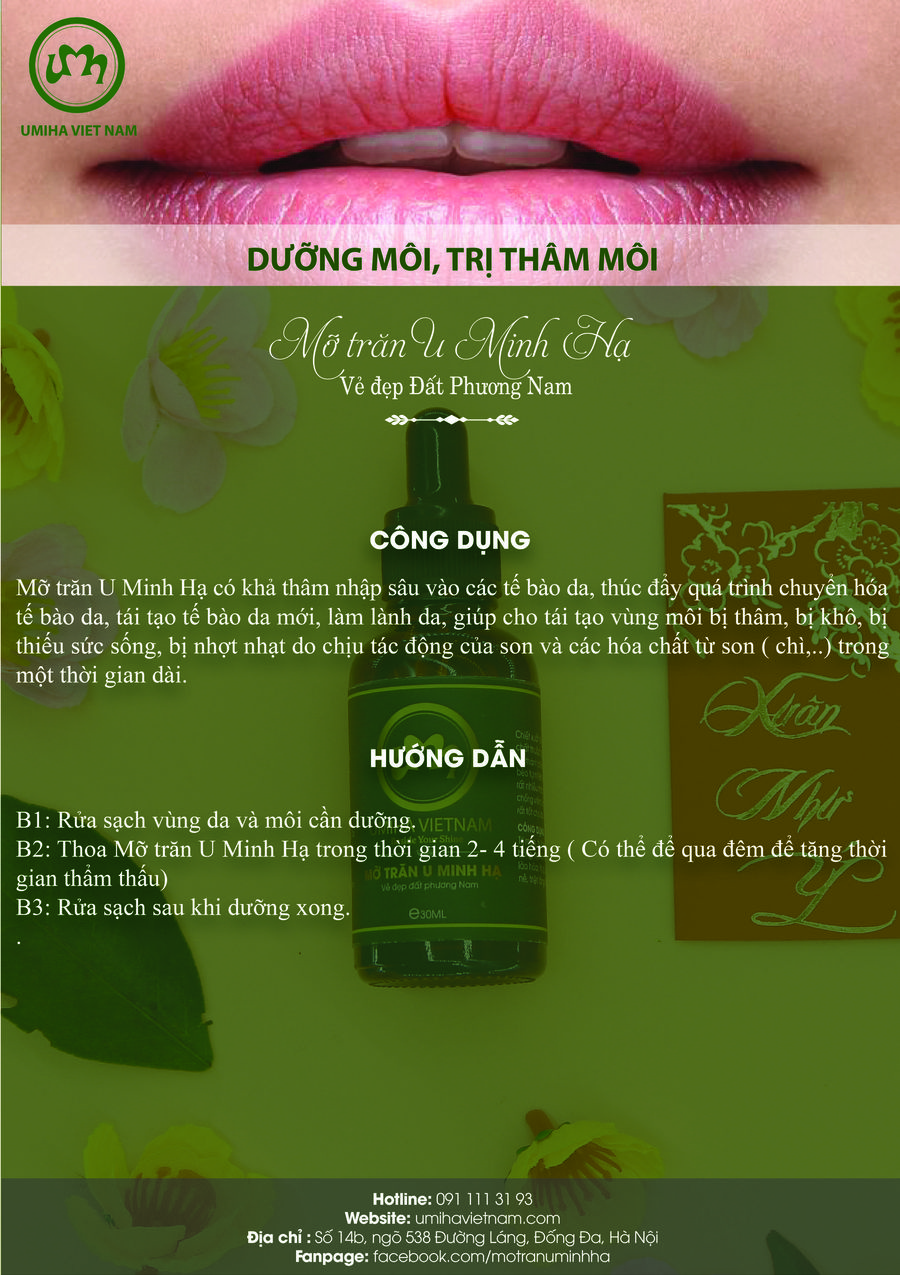 UMIHA VIET NAM
DƯỠNG MÔI, TRỊ THÂM MÔI
Mỡ trăn U Minh Hạ
Vẻ đẹp Đất Phương Nam
CÔNG DỤNG
Mỡ trăn U Minh Hạ có khả thâm nhập sâu vào các tế bào da, thúc đẩy quá trình chuyển hóa
tế bào da, tái tạo tế bào da mới, làm lành da, giúp cho tái tạo vùng môi bị thâm, bị khô, bị
thiếu sức sống, bị nhợt nhạt do chịu tác động của son và các hóa chất từ son ( chì,..) trong
một thời gian dài.
Xuân
Như
Ý
HƯỚNG DẪN
B1: Rửa sạch vùng da và môi cần dưỡng.
B2: Thoa Mỡ trăn U Minh Hạ trong thời gian 2- 4 tiếng ( Có thể để qua đêm để tăng thời
gian thẩm thấu)
B3: Rửa sạch sau khi dưỡng xong.
.
VIETNAM
MỠ TRĂN U MINH HẠ
Vẻ đẹp đất phương Nam
e30ML
Hotline: 091 111 31 93
Website: umihavietnam.com
Địa chỉ : Số 14b, ngõ 538 Đường Láng, Đống Đa, Hà Nội
Fanpage: facebook.com/motranuminhha